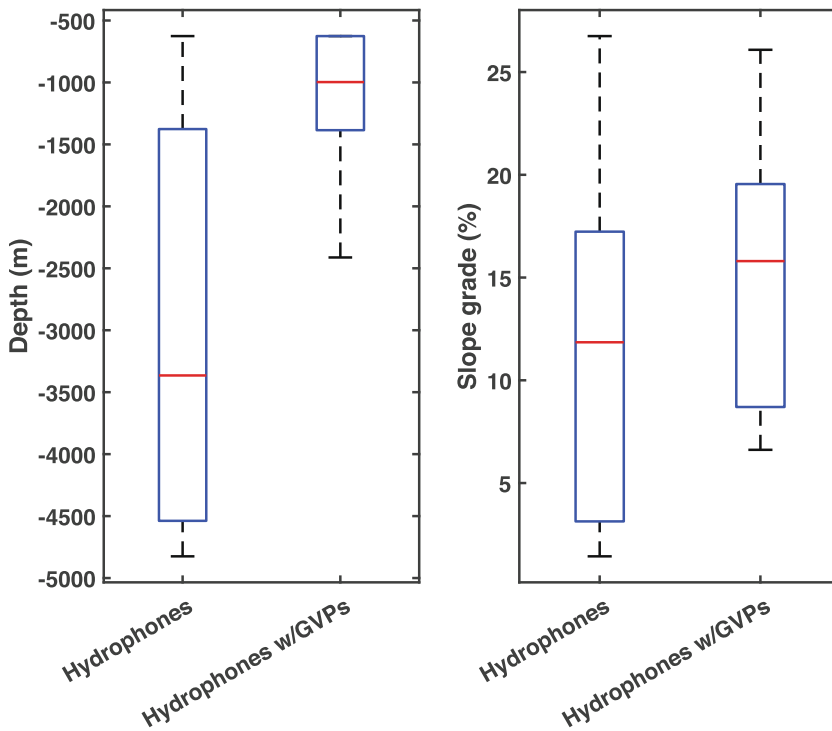 Depth (m)
-500
-1000
-1500
-2000
-2500
-3000
-3500
-4000
-4500
-5000
Hydrophones
Hydrophones w/GVPs
Slope grade (%)
25
20
15
10
5
Hydrophones
Hydrophones w/GVPs